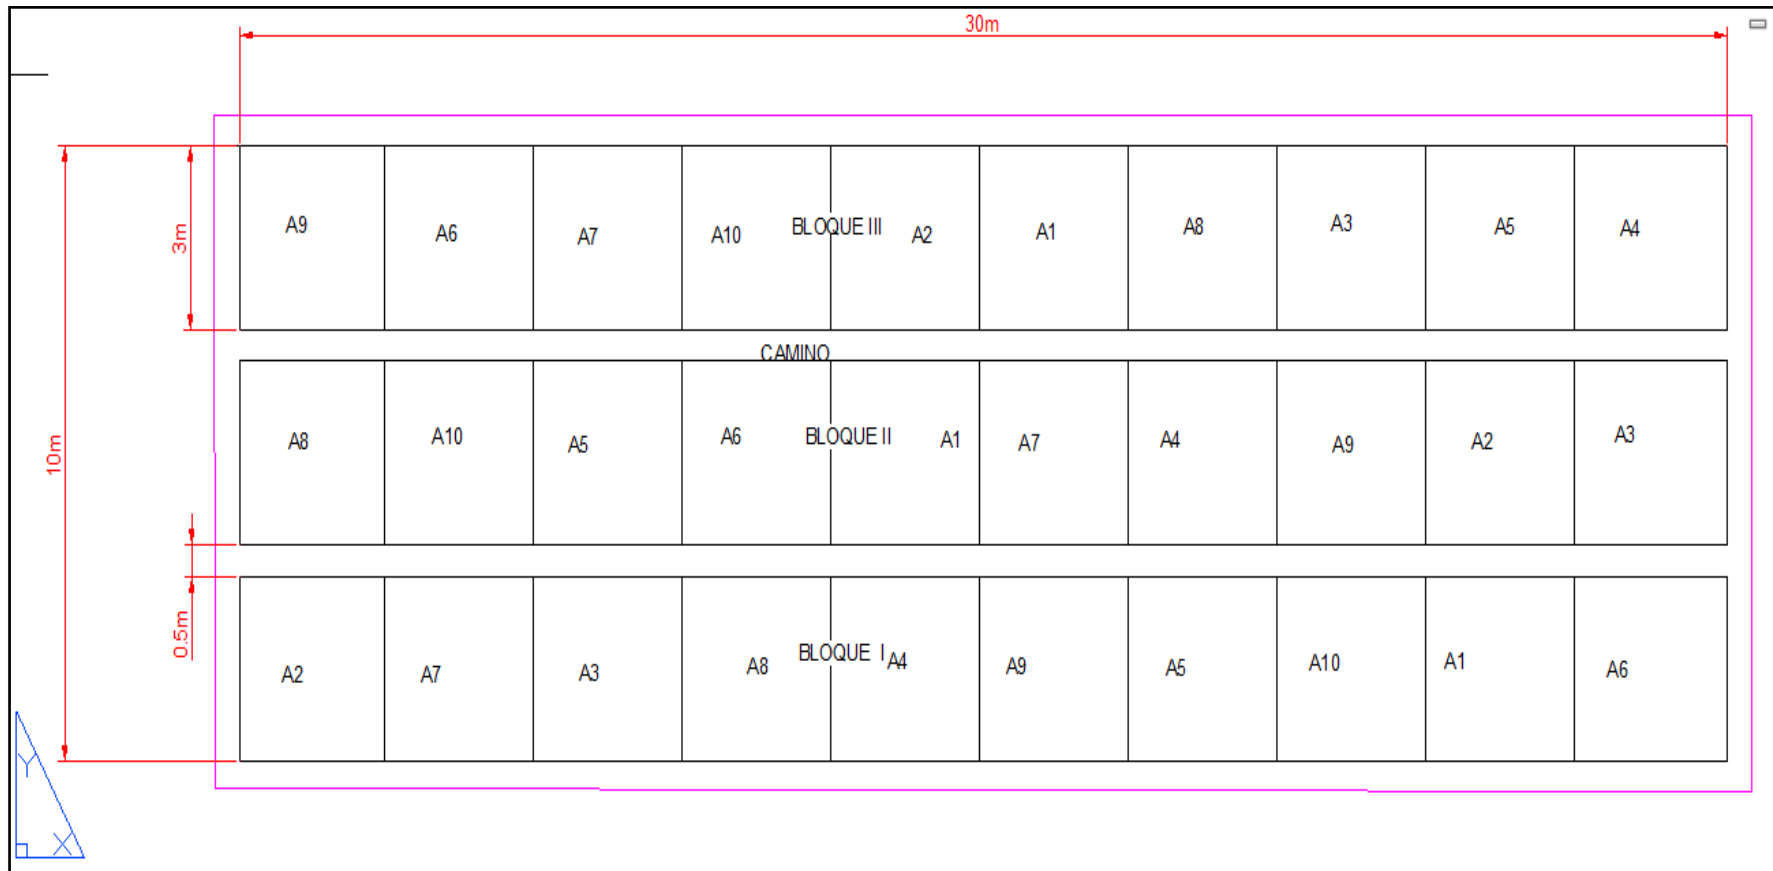 30m
A9 A6 A7 A10 BLOQUE III A2 A1 A8 A3 A5 A4
3m
CAMINO
10m
A8 A10 A5 A6 BLOQUE II A1 A7 A4 A9 A2 A3
0.5m
A2 A7 A3 A8 BLOQUE I A4 A9 A5 A10 A1 A6
Y
X